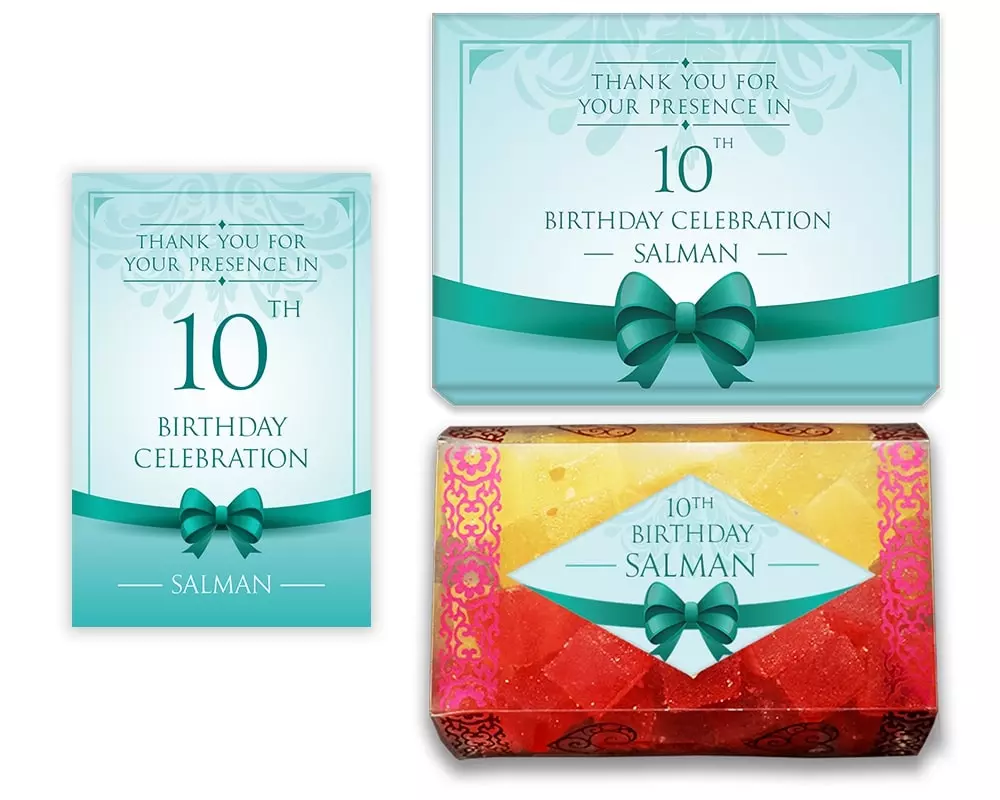 THANK YOU FOR
YOUR PRESENCE IN
10TH
BIRTHDAY
CELEBRATION
SALMAN
THANK YOU FOR
YOUR PRESENCE IN
10TH
BIRTHDAY CELEBRATION
SALMAN
10TH
BIRTHDAY
SALMAN